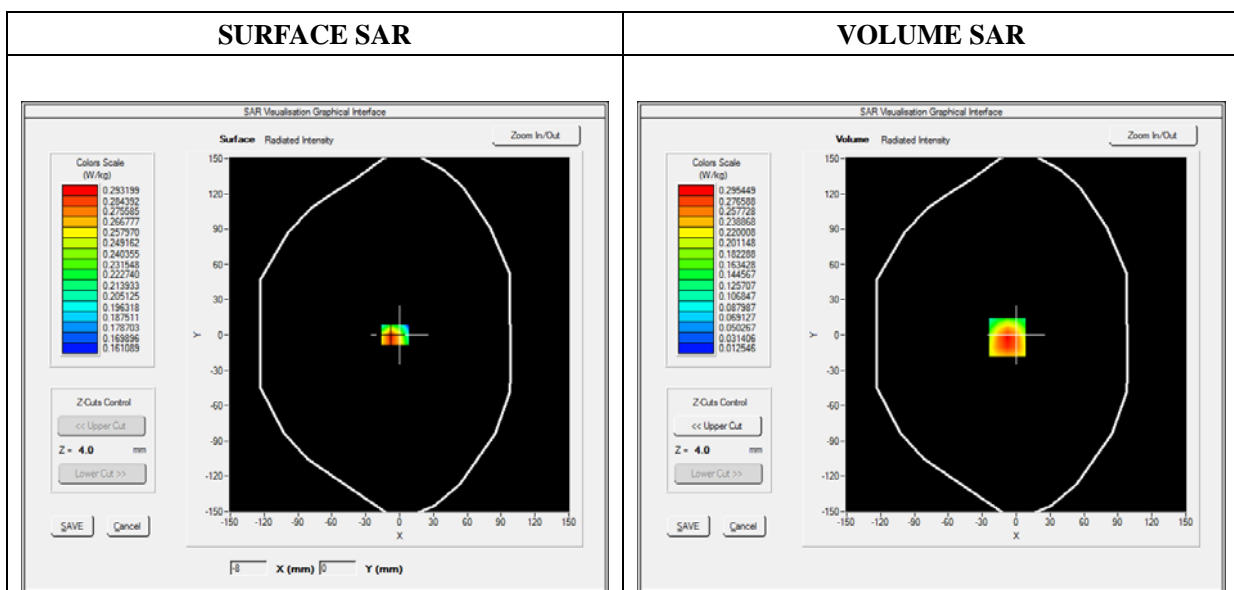 SURFACE SAR
SAR Visualisation Graphical Interface
Surface Radiated Intensity
Zoom In/Out
Colors Scale
(W/kg)
0.293199
0.284392
0.275585
0.266777
0.257970
0.249162
0.240355
0.231548
0.222740
0.213933
0.205125
0.196318
0.187511
0.178703
0.169896
0.161089
Z-Cuts Control
<< Upper Cut
Z = 4.0 mm
Lower Cut >>
SAVE Cancel
150
120
90
60
30
0
-30
-60
-90
-120
-150
Y
-150 -120 -90 -60 -30 0 30 60 90 120 150
X
-8 X (mm) 0 Y (mm)
VOLUME SAR
SAR Visualisation Graphical Interface
Volume Radiated Intensity
Zoom In/Out
Colors Scale
(W/kg)
0.295449
0.276588
0.257728
0.238868
0.220008
0.201148
0.182288
0.163428
0.144567
0.125707
0.106847
0.087987
0.069127
0.050267
0.031406
0.012546
Z-Cuts Control
<< Upper Cut
Z = 4.0 mm
Lower Cut >>
SAVE Cancel
150
120
90
60
30
0
-30
-60
-90
-120
-150
Y
-150 -120 -90 -60 -30 0 30 60 90 120 150
X